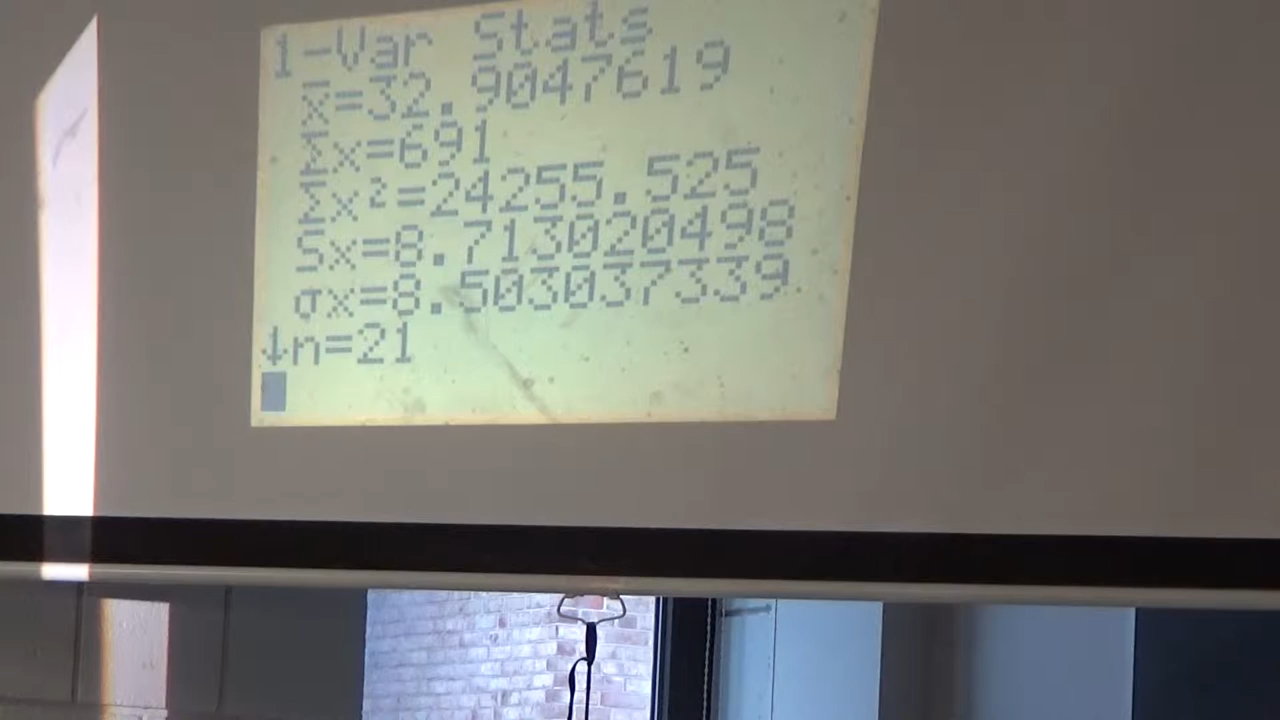 1-Var Stats
x̄=32.9047619
Σx=691
Σx²=24255.525
Sx=8.713020498
σx=8.503037339
↓n=21